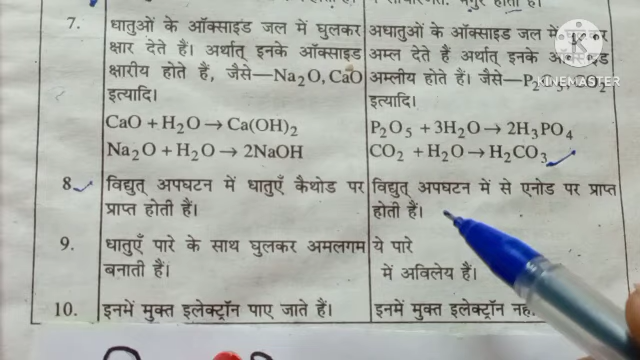 7.
धातुओं के ऑक्साइड जल में घुलकर
क्षार देते हैं। अर्थात् इनके ऑक्साइड
क्षारीय होते हैं, जैसे—Na₂O, CaO
इत्यादि।
CaO + H₂O → Ca(OH)₂
Na₂O + H₂O → 2NaOH
अधातुओं के ऑक्साइड जल में
अम्ल देते हैं अर्थात् इनके
अम्लीय होते हैं। जैसे—P₂ CO₂
इत्यादि।
P₂O₅ + 3H₂O → 2H₃PO₄
CO₂ + H₂O → H₂CO₃
8
विद्युत् अपघटन में धातुएँ कैथोड पर
प्राप्त होती हैं।
विद्युत् अपघटन में से एनोड पर प्राप्त
होती हैं।
9.
धातुएँ पारे के साथ घुलकर अमलगम
बनाती हैं।
ये पारे
में अविलेय हैं।
10.
इनमें मुक्त इलेक्ट्रॉन पाए जाते हैं।
इनमें मुक्त इलेक्ट्रॉन
KINEMASTER